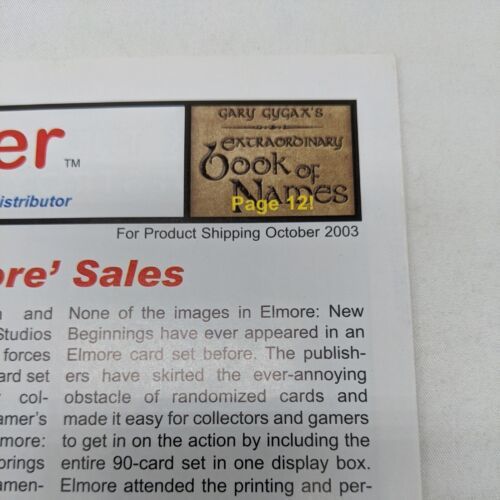 er™
istributor
GARY GYGAX'S
EXTRAORDINARY
BOOK OF
NAMES
Page 12!
For Product Shipping October 2003
ore' Sales
and
Studios
forces
ard set
col-
amer's
more:
orings
amen-
None of the images in Elmore: New
Beginnings have ever appeared in an
Elmore card set before. The publish-
ers have skirted the ever-annoying
obstacle of randomized cards and
made it easy for collectors and gamers
to get in on the action by including the
entire 90-card set in one display box.
Elmore attended the printing and per-